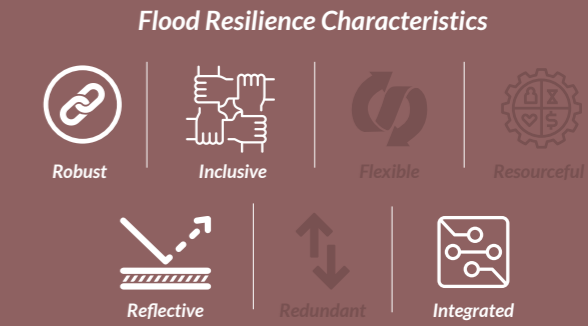 Flood Resilience Characteristics
Robust
Inclusive
Flexible
Resourceful
Reflective
Redundant
Integrated